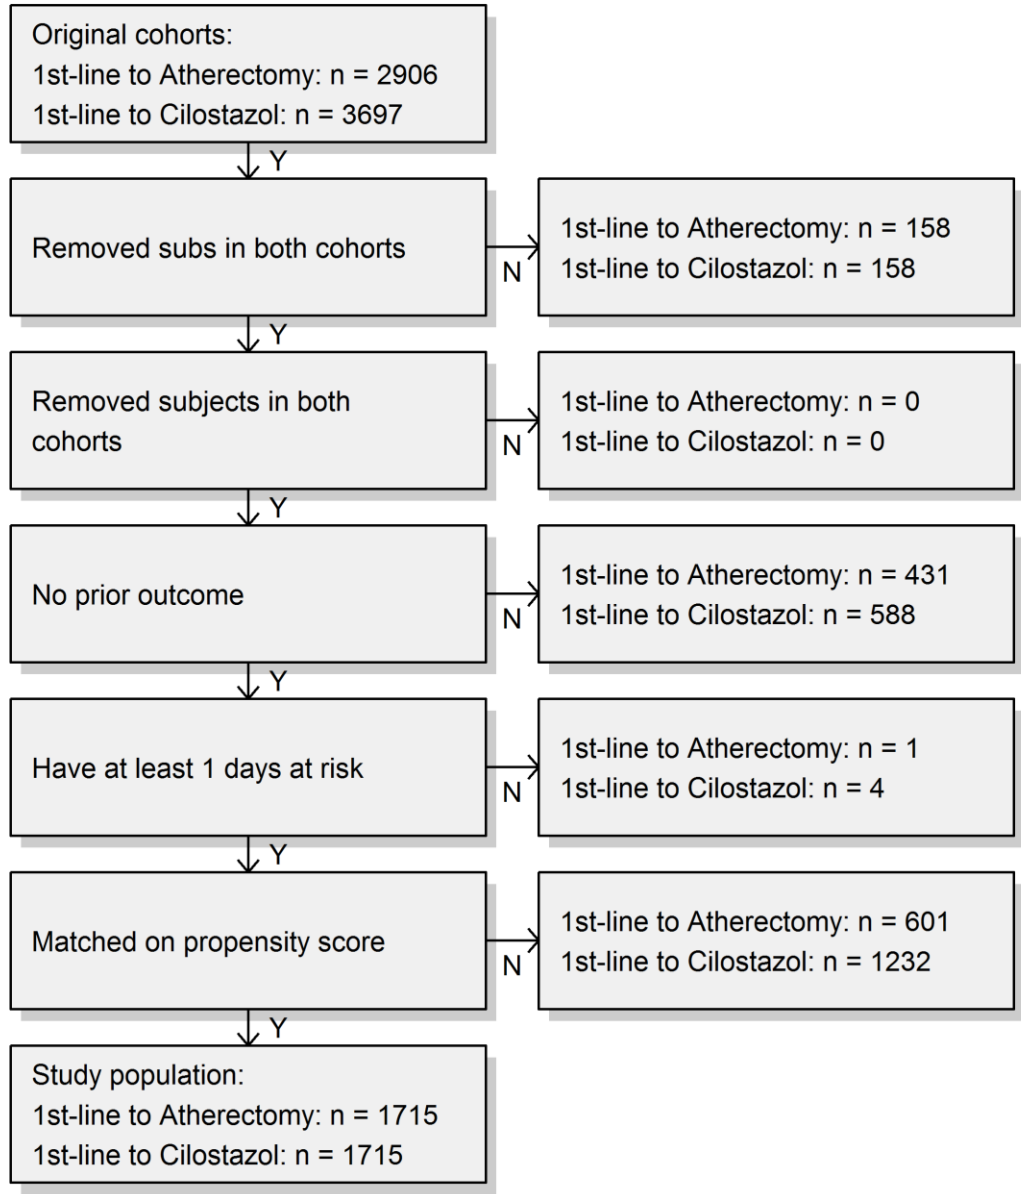 Original cohorts:
1st-line to Atherectomy: n = 2906
1st-line to Cilostazol: n = 3697
Y
Removed subs in both cohorts
N
1st-line to Atherectomy: n = 158
1st-line to Cilostazol: n = 158
Y
Removed subjects in both
cohorts
N
1st-line to Atherectomy: n = 0
1st-line to Cilostazol: n = 0
Y
No prior outcome
N
1st-line to Atherectomy: n = 431
1st-line to Cilostazol: n = 588
Y
Have at least 1 days at risk
N
1st-line to Atherectomy: n = 1
1st-line to Cilostazol: n = 4
Y
Matched on propensity score
N
1st-line to Atherectomy: n = 601
1st-line to Cilostazol: n = 1232
Y
Study population:
1st-line to Atherectomy: n = 1715
1st-line to Cilostazol: n = 1715